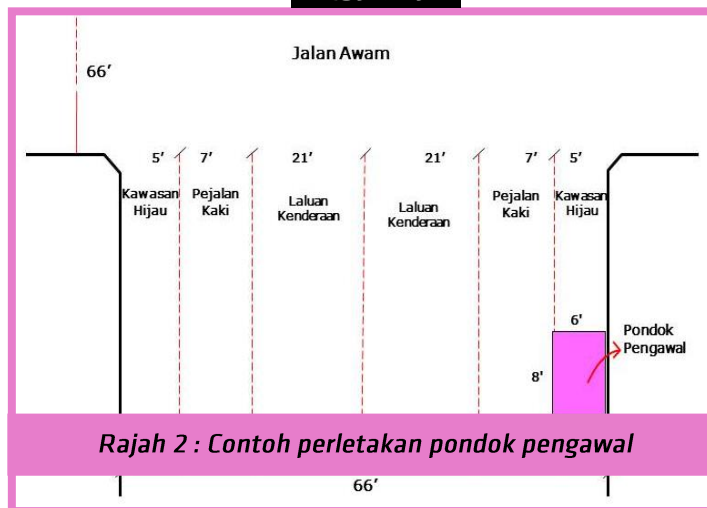 Jalan Awam
66'
5' 7' 21' 21' 7' 5'
Kawasan Hijau
Pejalan Kaki
Laluan Kenderaan
Laluan Kenderaan
Pejalan Kaki
Kawasan Hijau
6'
Pondok Pengawal
8'
Rajah 2 : Contoh perletakan pondok pengawal
66'